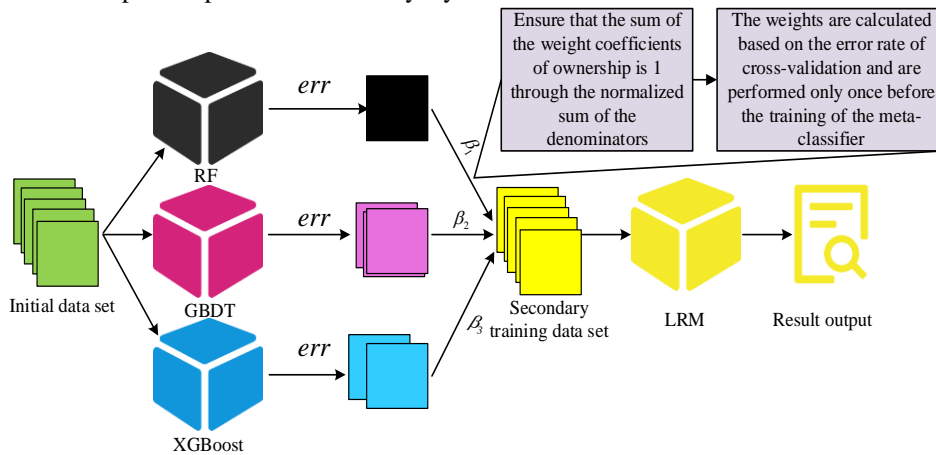 Ensure that the sum of
the weight coefficients
of ownership is 1
through the normalized
sum of the
denominators
The weights are calculated
based on the error rate of
cross-validation and are
performed only once before
the training of the meta-
classifier
err
β₁
RF
err
β₂
Initial data set
GBDT
Secondary
training data set
LRM
Result output
β₃
err
XGBoost